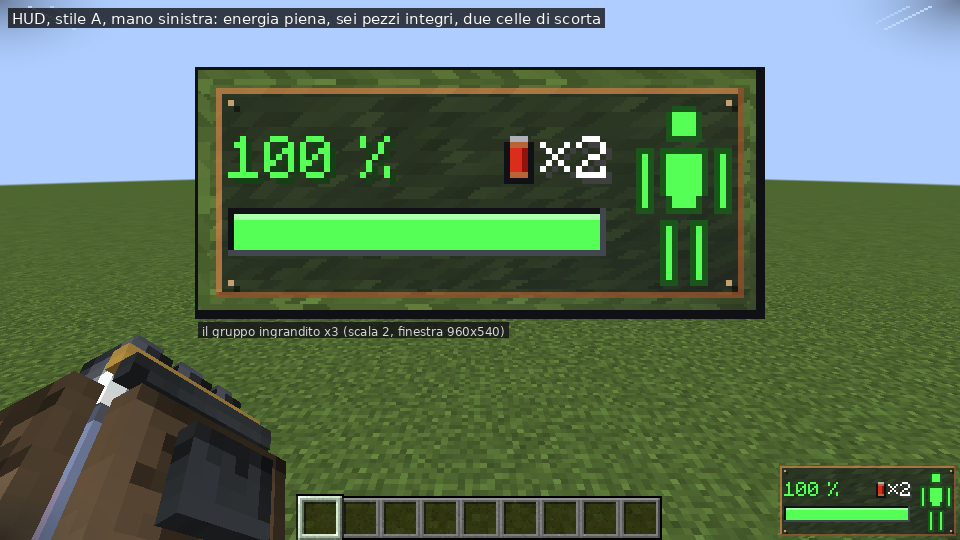 HUD, stile A, mano sinistra: energia piena, sei pezzi integri, due celle di scorta
100 % x2
il gruppo ingrandito x3 (scala 2, finestra 960x540)
100 % x2